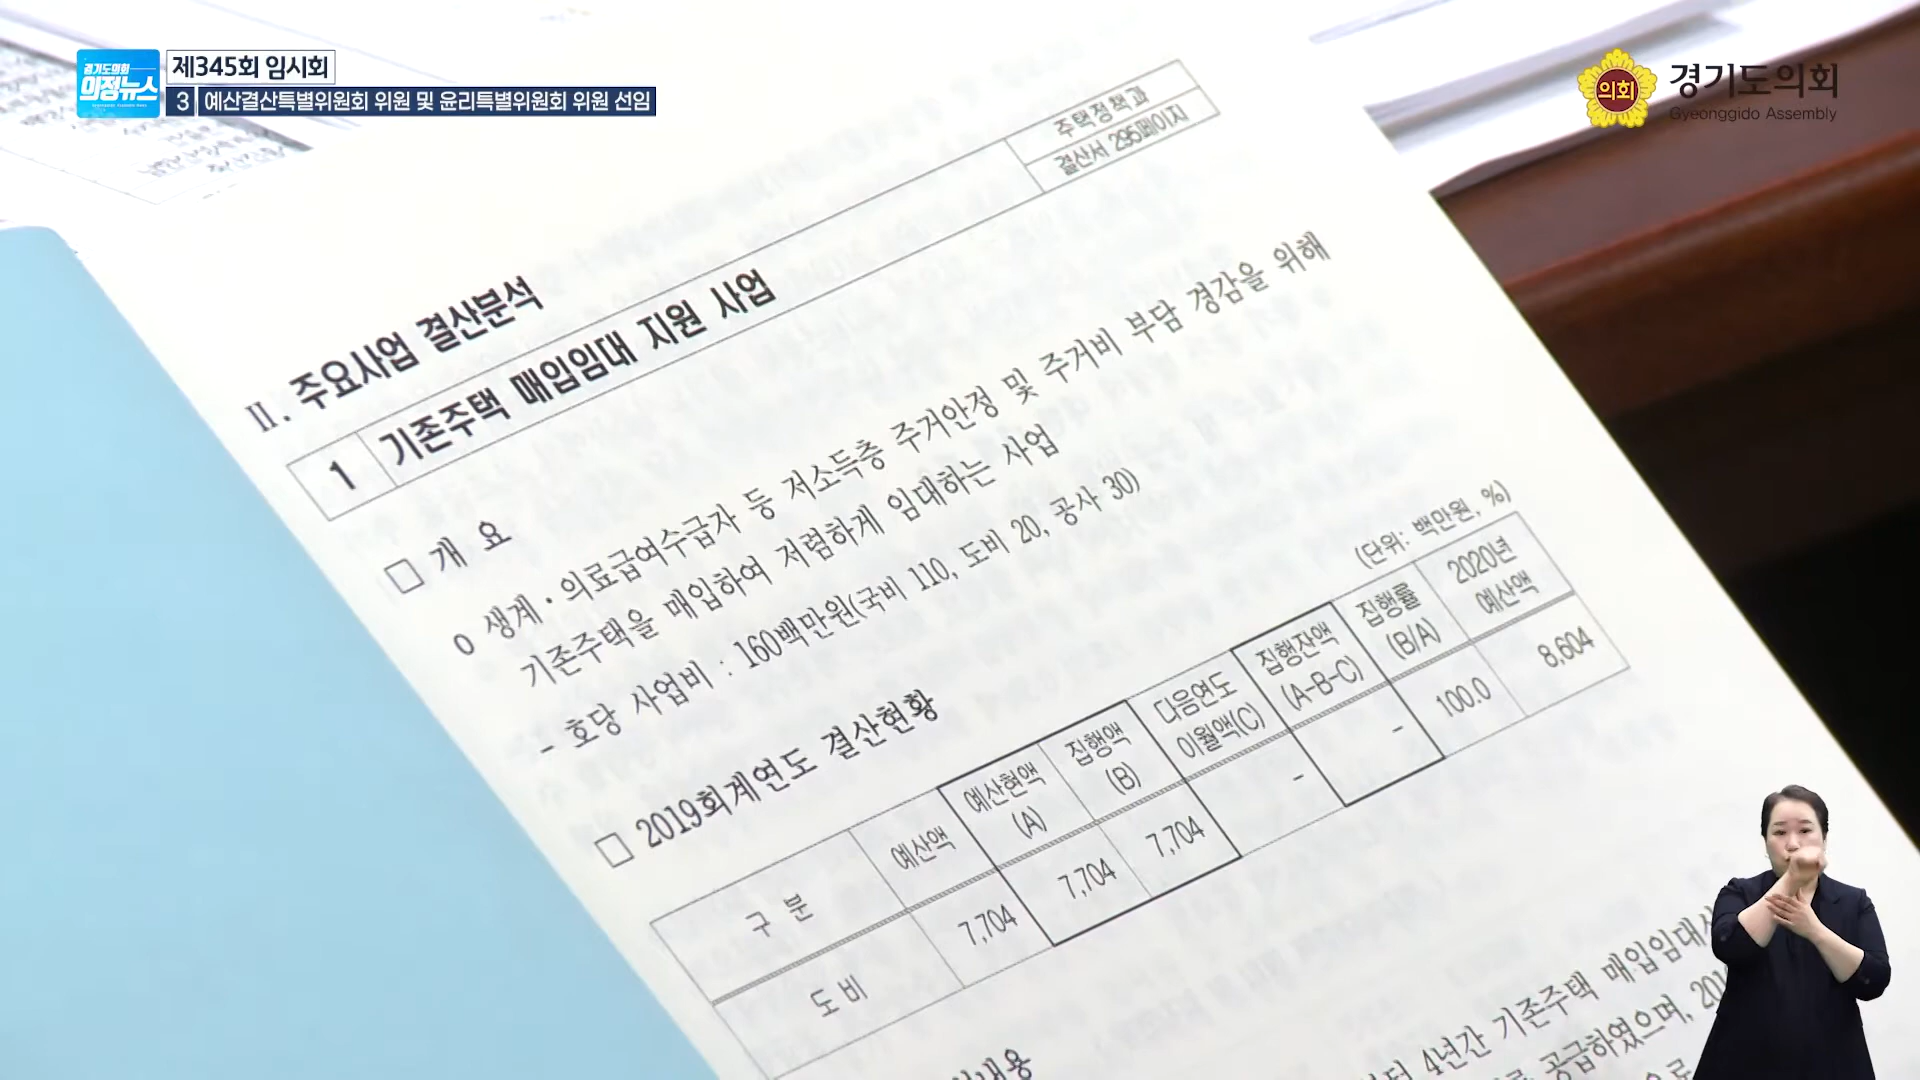 경기도의회
의정뉴스
제345회 임시회
3 예산결산특별위원회 위원 및 윤리특별위원회 위원 선임
의회 경기도의회
Gyeonggido Assembly
주택정책과
결산서 295페이지
Ⅱ. 주요사업 결산분석
1 기존주택 매입임대 지원 사업
□ 개 요
o 생계·의료급여수급자 등 저소득층 주거안정 및 주거비 부담 경감을 위해
기존주택을 매입하여 저렴하게 임대하는 사업
- 호당 사업비 : 160백만원(국비 110, 도비 20, 공사 30)
□ 2019회계연도 결산현황
(단위: 백만원, %)
구 분 예산액 예산현액 (A) 집행액 (B) 다음연도 이월액(C) 집행잔액 (A-B-C) 집행률 (B/A) 2020년 예산액
도비 7,704 7,704 7,704 - - 100.0 8,604
4년간 기존주택 매입임대
공급하였으며,
내용